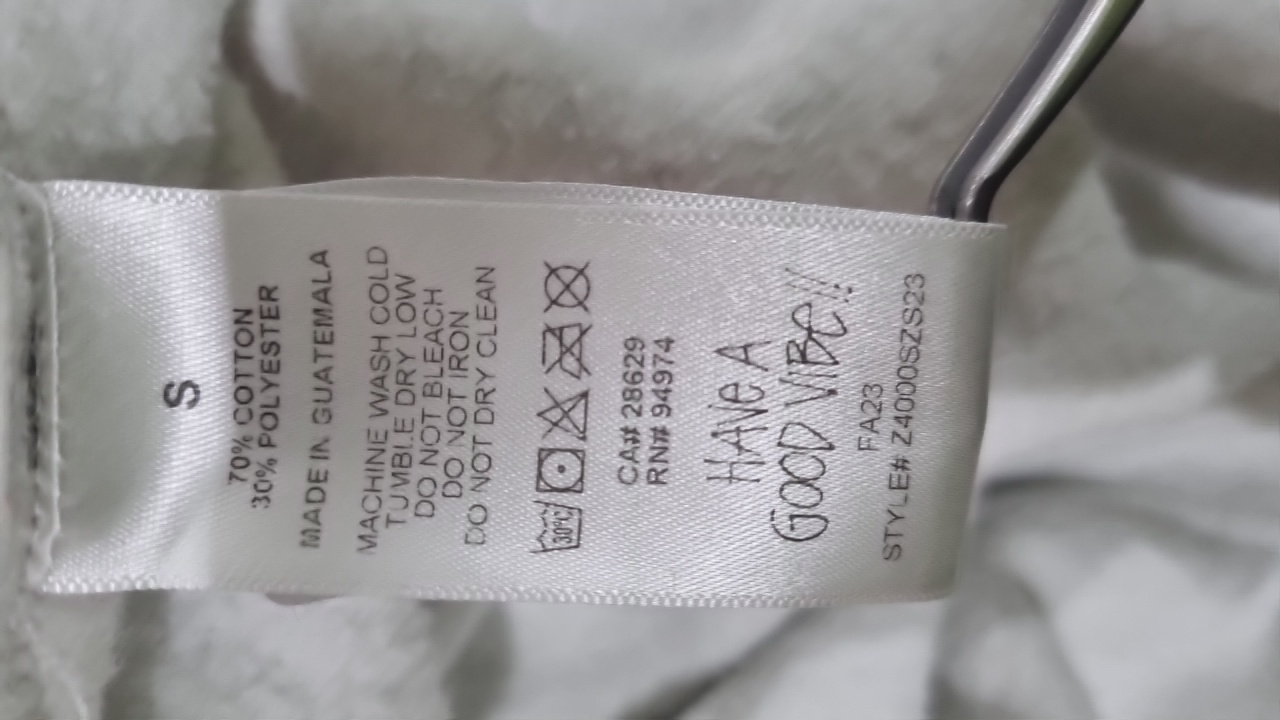 S
70% COTTON
30% POLYESTER
MADE IN GUATEMALA
MACHINE WASH COLD
TUMBLE DRY LOW
DO NOT BLEACH
DO NOT IRON
DO NOT DRY CLEAN
30°C
CA# 28629
RN# 94974
HAVE A
GOOD VIBE!!
FA23
STYLE# Z4000SZS23